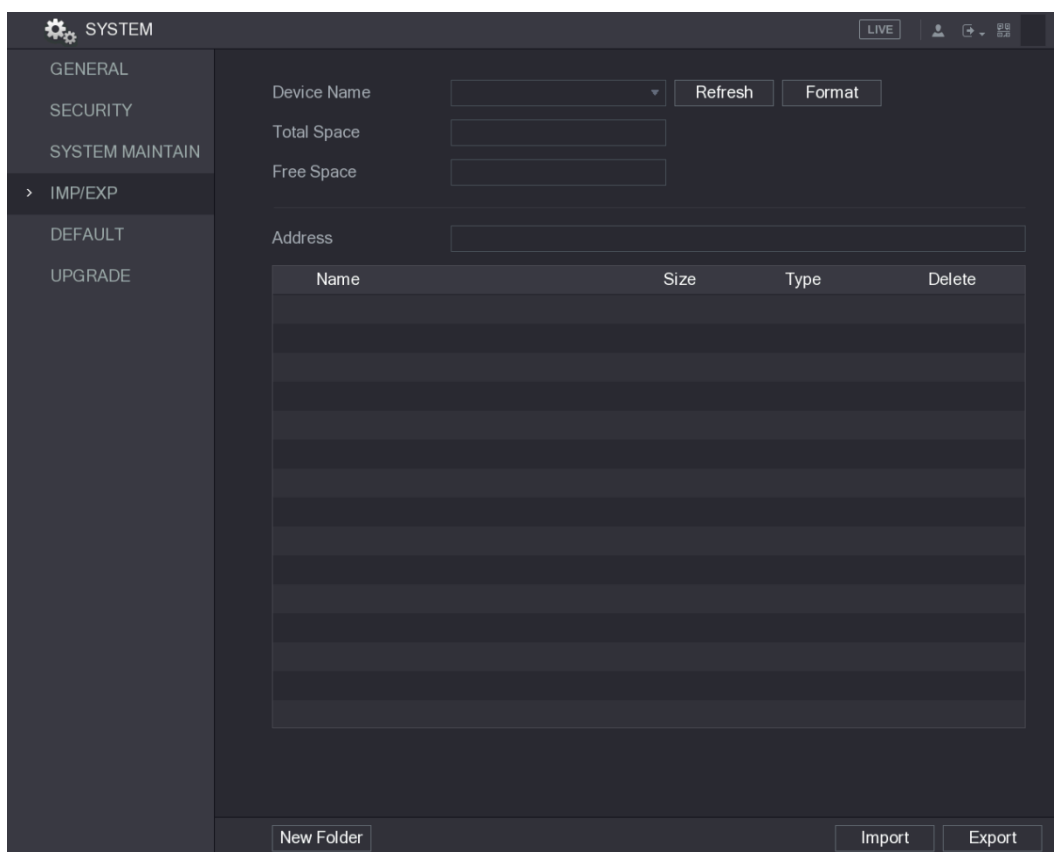 SYSTEM
LIVE
GENERAL
SECURITY
SYSTEM MAINTAIN
IMP/EXP
DEFAULT
UPGRADE
Device Name
Refresh
Format
Total Space
Free Space
Address
Name Size Type Delete
New Folder
Import
Export